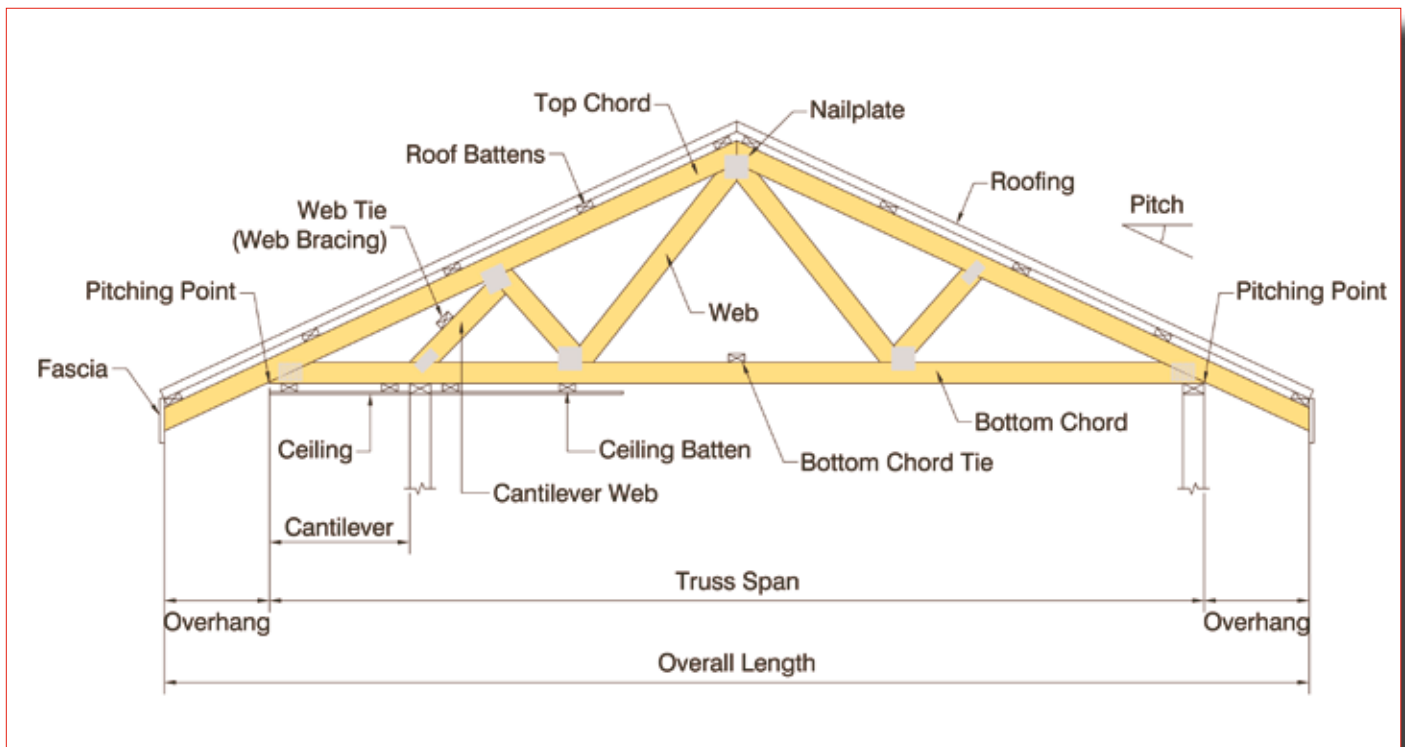 Top Chord
Nailplate
Roof Battens
Roofing
Web Tie
(Web Bracing)
Pitch
Pitching Point
Pitching Point
Web
Fascia
Bottom Chord
Ceiling
Ceiling Batten
Bottom Chord Tie
Cantilever Web
Cantilever
Truss Span
Overhang
Overhang
Overall Length